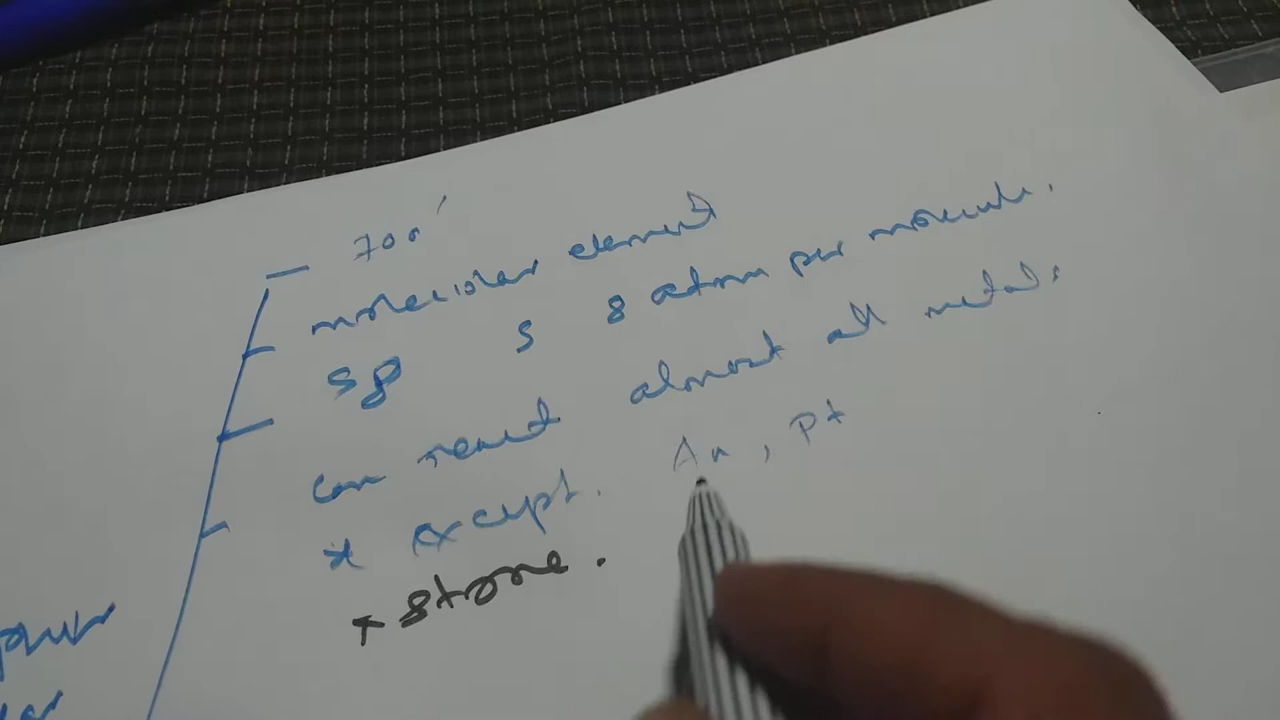 700'
molecular element
S8 S 8 atom per molecule.
can react almost all metals
* except. Au, Pt
* stone.